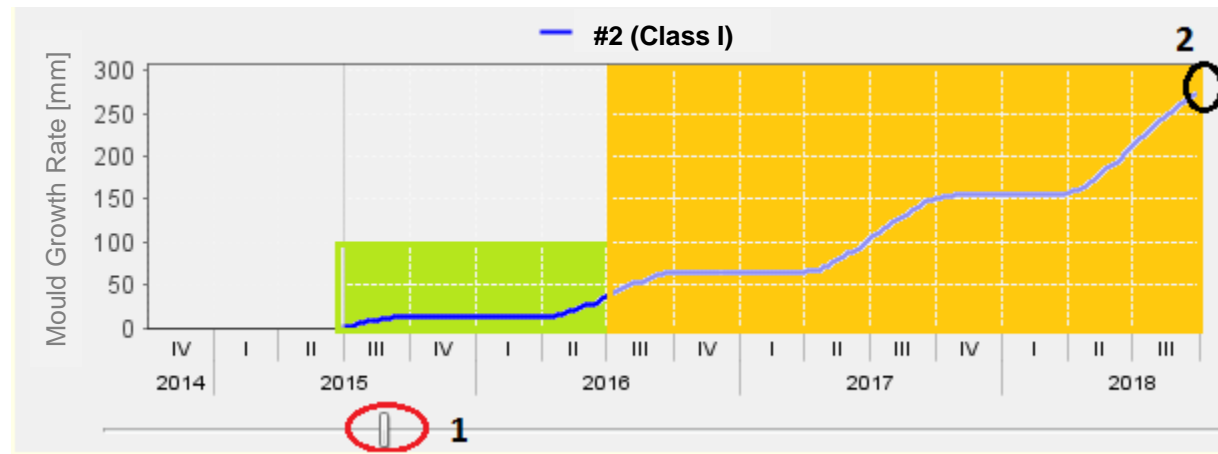 #2 (Class I)
2
Mould Growth Rate [mm]
300
250
200
150
100
50
0
IV I II III IV I II III IV I II III IV I II III
2014 2015 2016 2017 2018
1